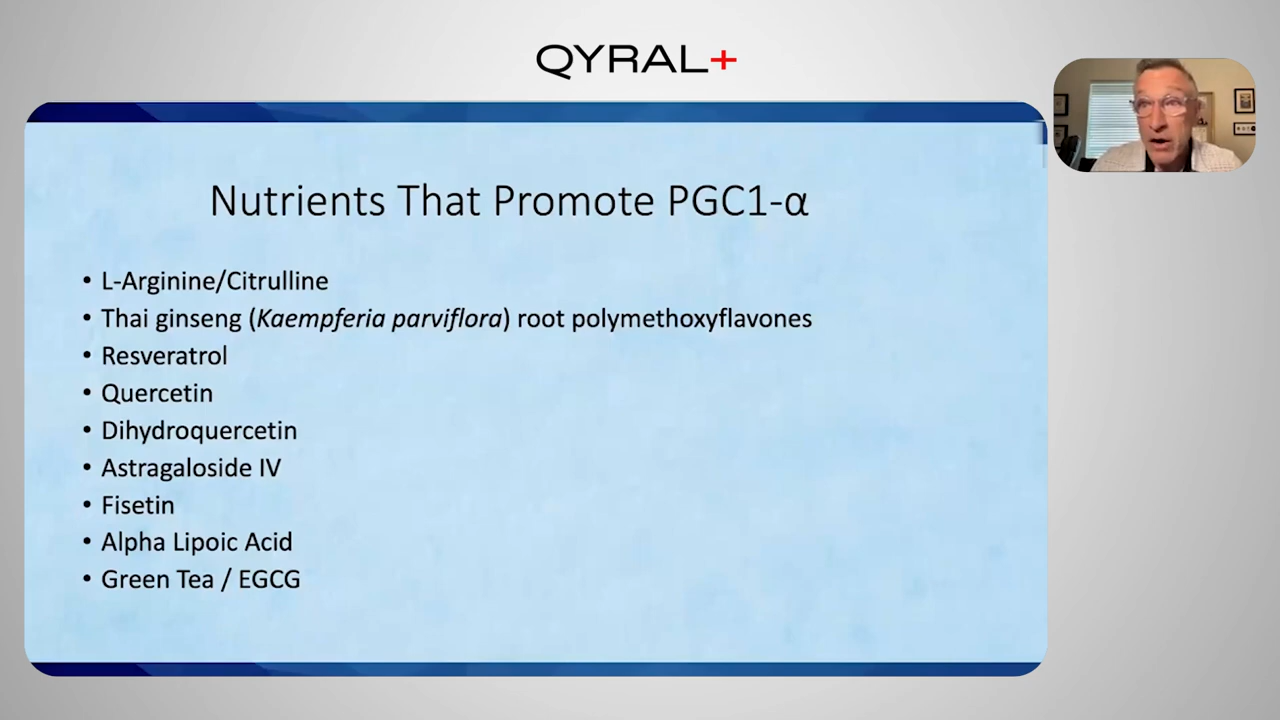 QYRAL+
Nutrients That Promote PGC1-α
• L-Arginine/Citrulline
• Thai ginseng (Kaempferia parviflora) root polymethoxyflavones
• Resveratrol
• Quercetin
• Dihydroquercetin
• Astragaloside IV
• Fisetin
• Alpha Lipoic Acid
• Green Tea / EGCG